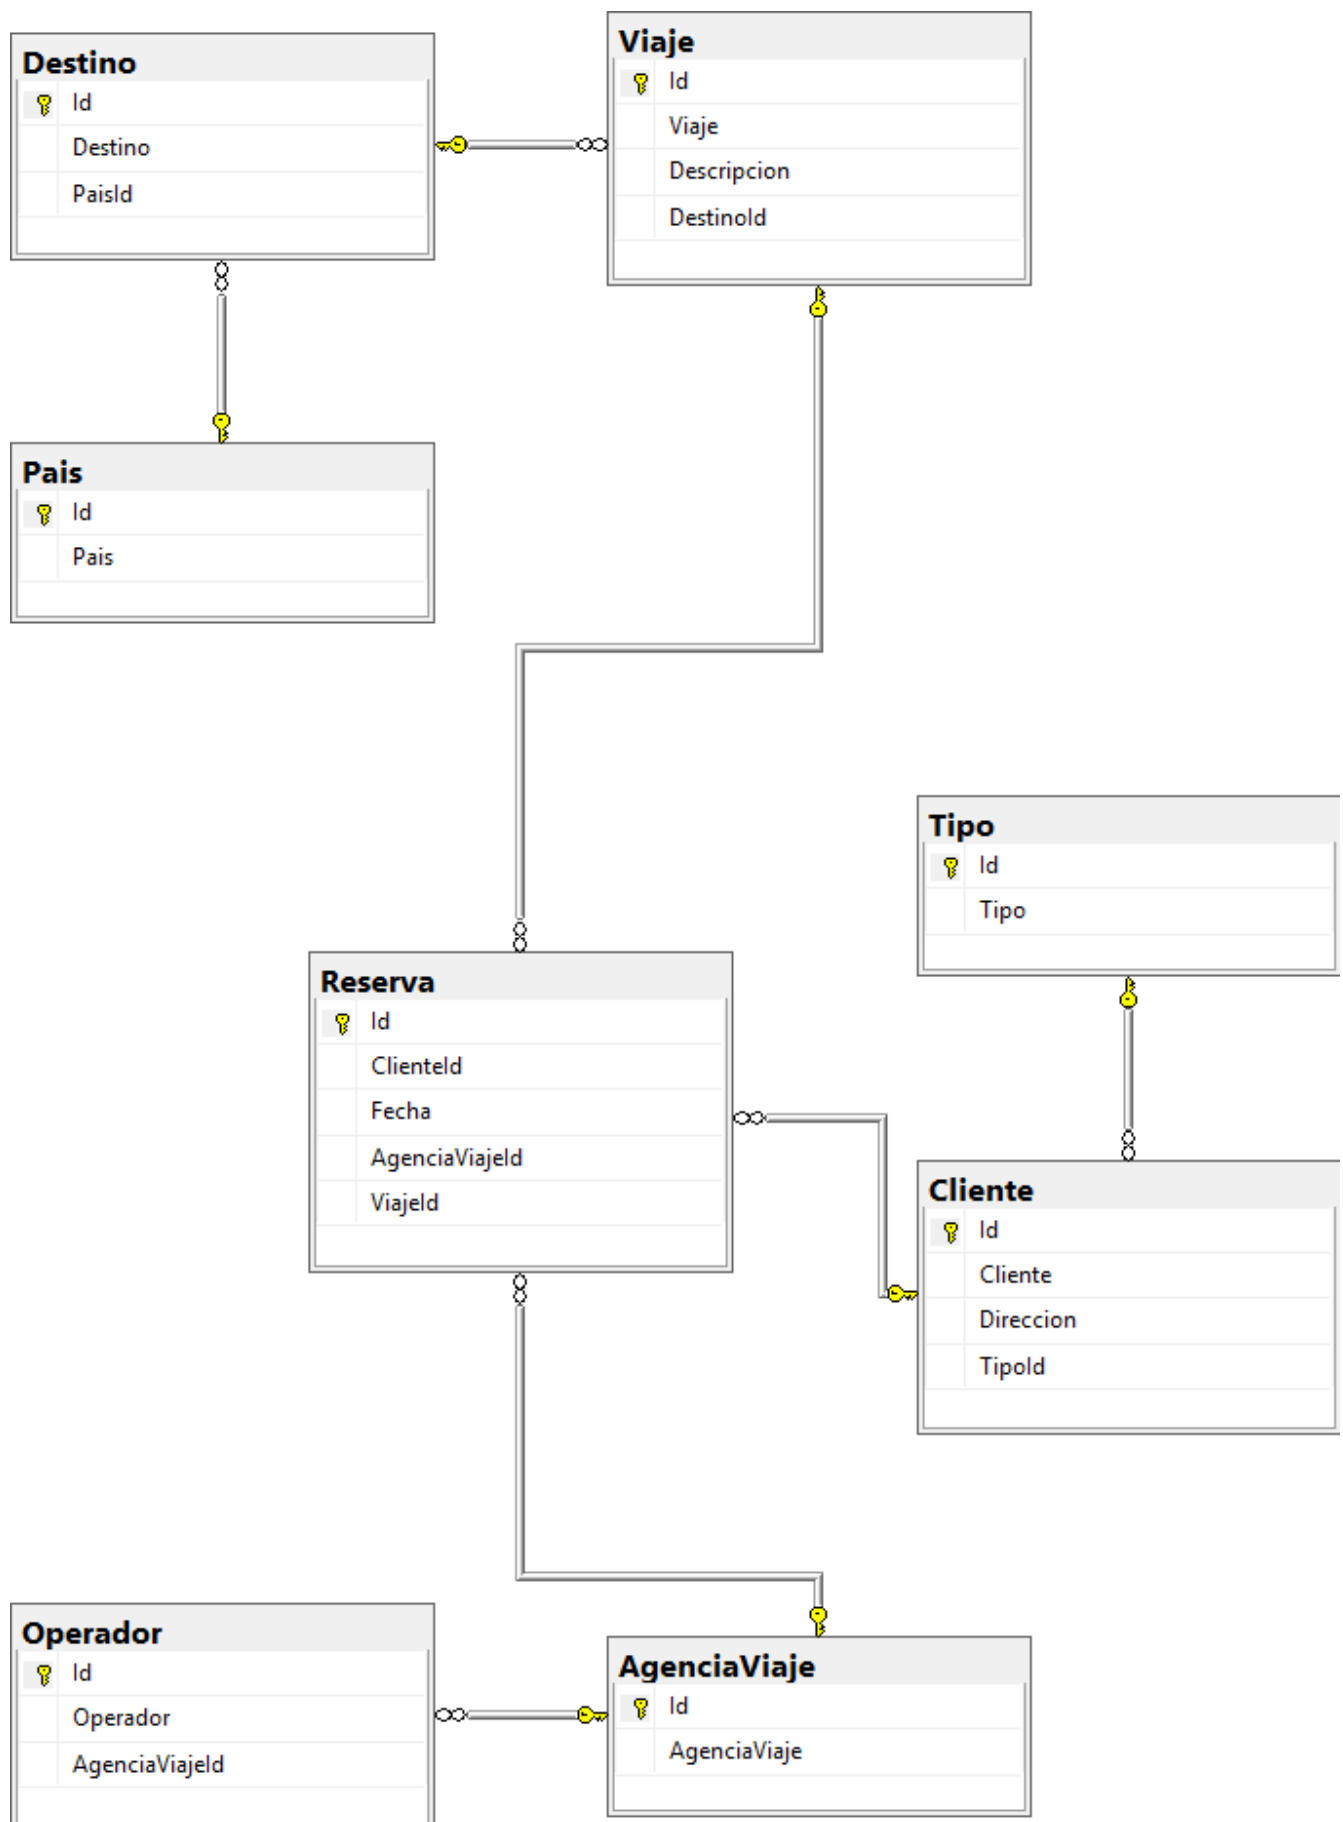 Destino
Id
Destino
PaisId
Viaje
Id
Viaje
Descripcion
DestinoId
Pais
Id
Pais
Tipo
Id
Tipo
Reserva
Id
ClienteId
Fecha
AgenciaViajeId
ViajeId
Cliente
Id
Cliente
Direccion
TipoId
Operador
Id
Operador
AgenciaViajeId
AgenciaViaje
Id
AgenciaViaje